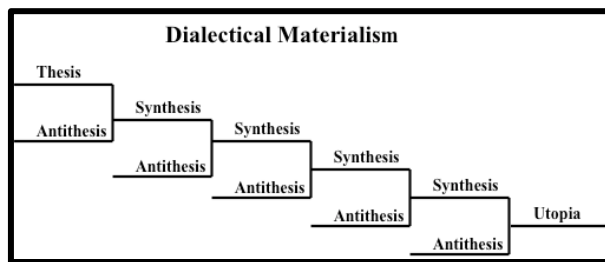 Dialectical Materialism
Thesis
Synthesis
Antithesis
Synthesis
Antithesis
Synthesis
Antithesis
Synthesis
Antithesis
Utopia
Antithesis